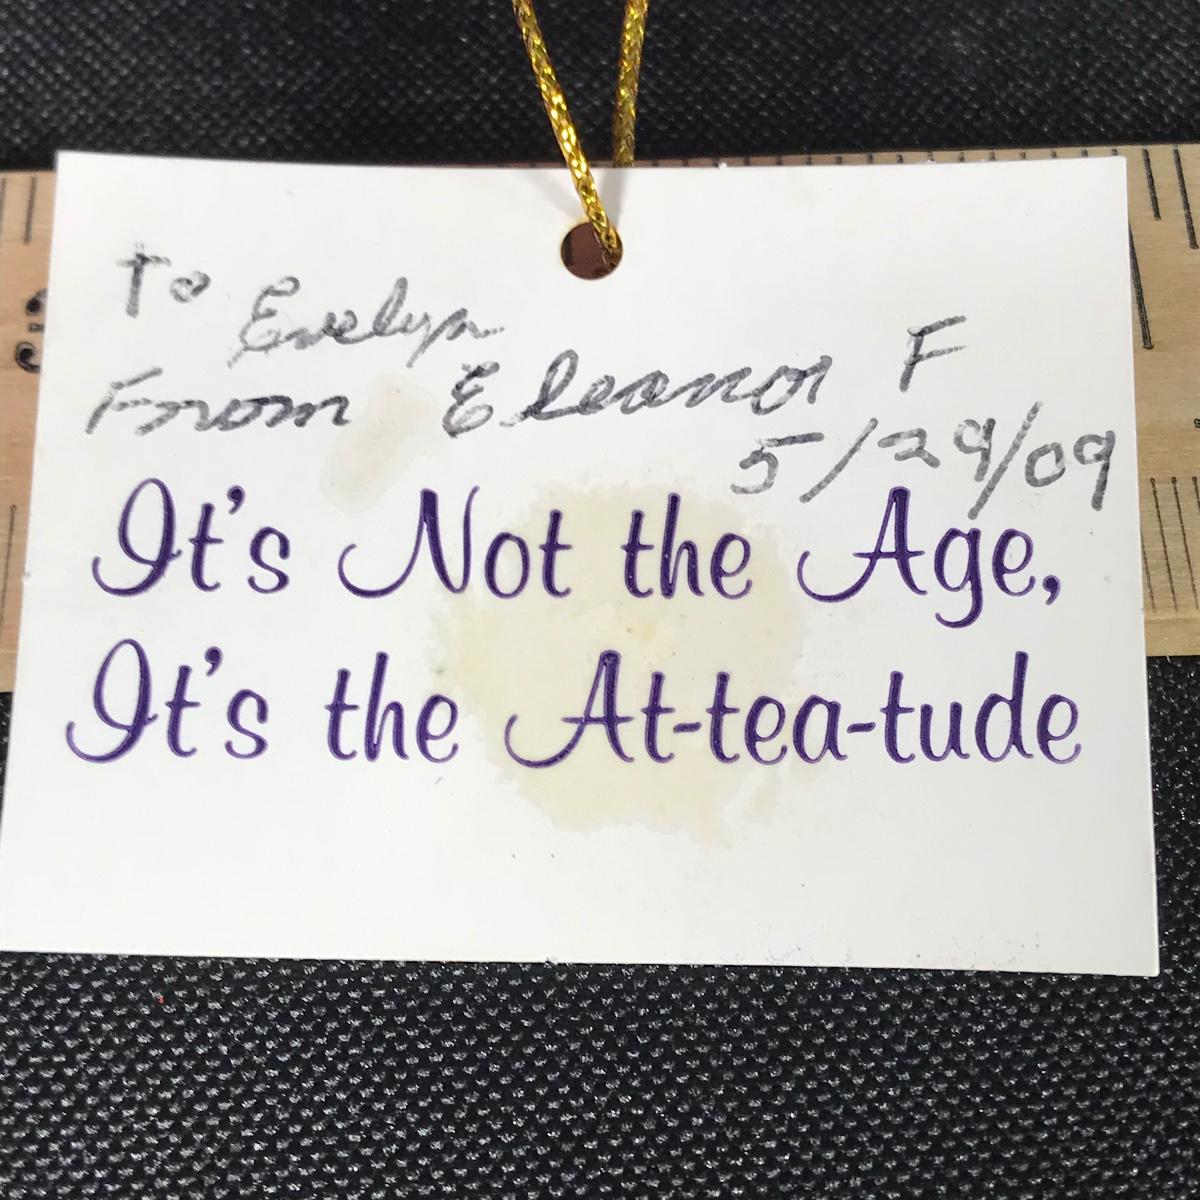 To Evelyn
From Eleanor F
5/29/09
It's Not the Age,
It's the At-tea-tude